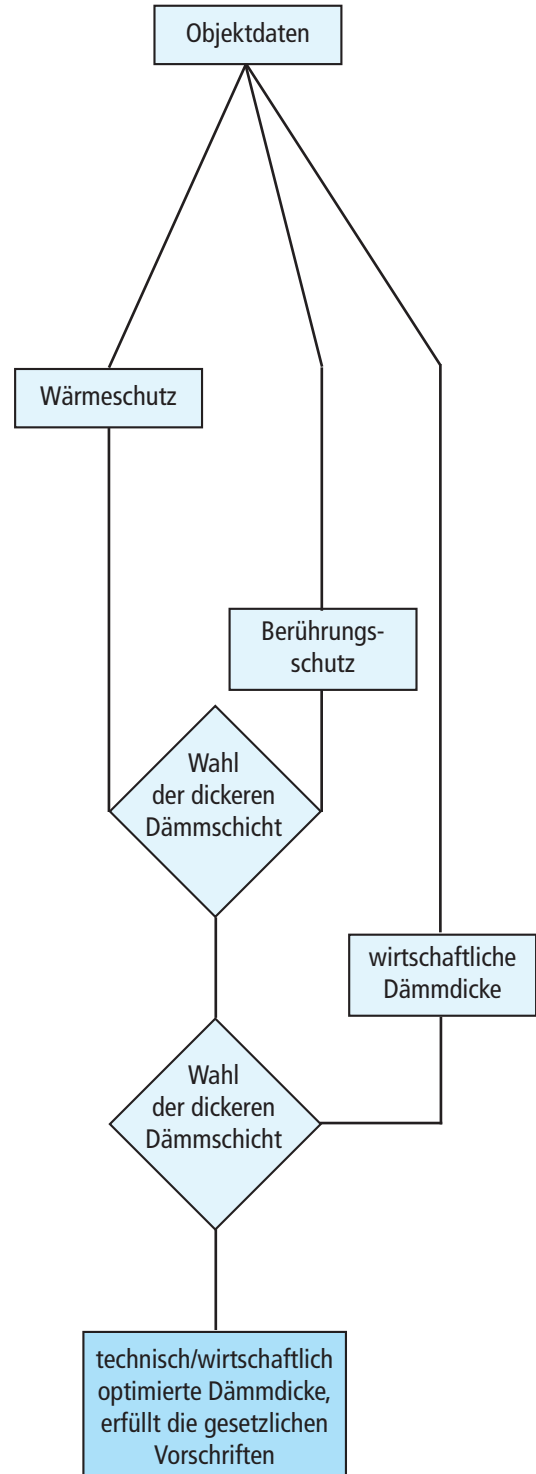 Objektdaten
Wärmeschutz
Berührungs-
schutz
Wahl
der dickeren
Dämmschicht
wirtschaftliche
Dämmdicke
Wahl
der dickeren
Dämmschicht
technisch/wirtschaftlich
optimierte Dämmdicke,
erfüllt die gesetzlichen
Vorschriften